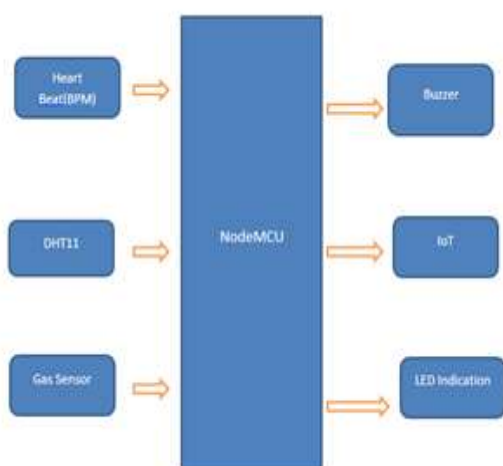 Heart
Beat(BPM)
DHT11
Gas Sensor
NodeMCU
Buzzer
IoT
LED Indication